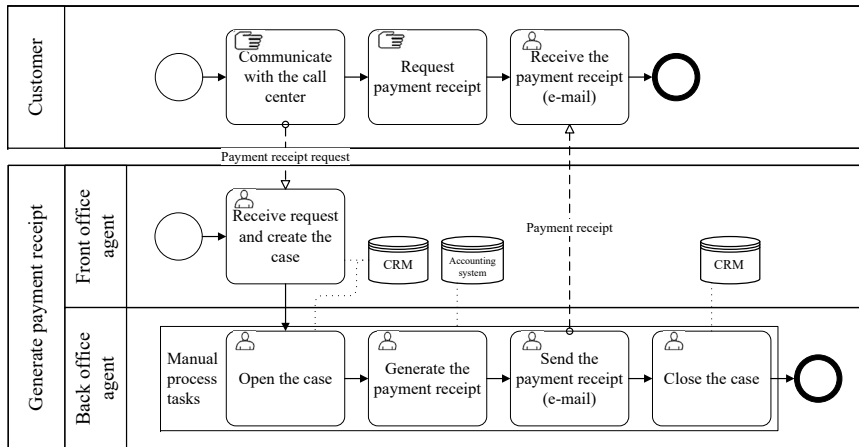 Customer
Communicate
with the call
center
Request
payment receipt
Receive the
payment receipt
(e-mail)
Payment receipt request
Generate payment receipt
Front office
agent
Receive request
and create the
case
CRM
Accounting
system
Payment receipt
CRM
Back office
agent
Manual
process
tasks
Open the case
Generate the
payment receipt
Send the
payment receipt
(e-mail)
Close the case